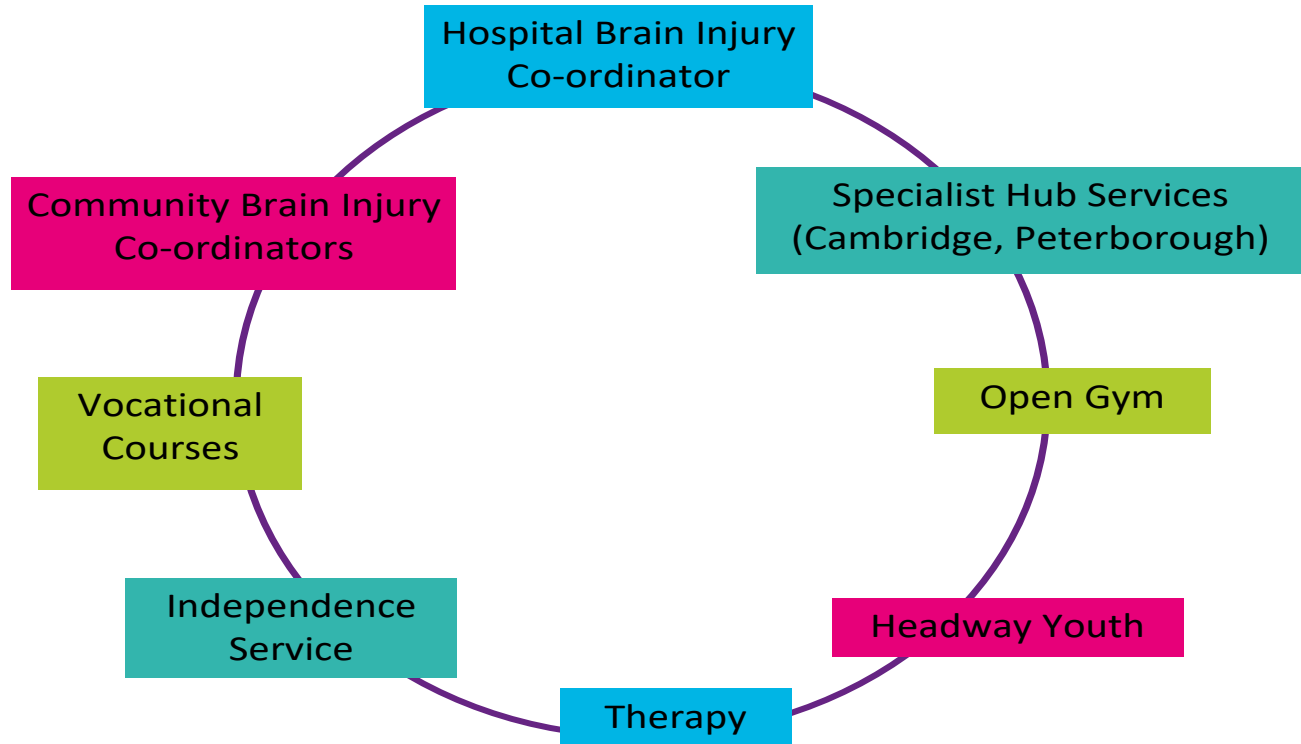 Hospital Brain Injury
Co-ordinator
Community Brain Injury
Co-ordinators
Specialist Hub Services
(Cambridge, Peterborough)
Vocational
Courses
Open Gym
Independence
Service
Headway Youth
Therapy